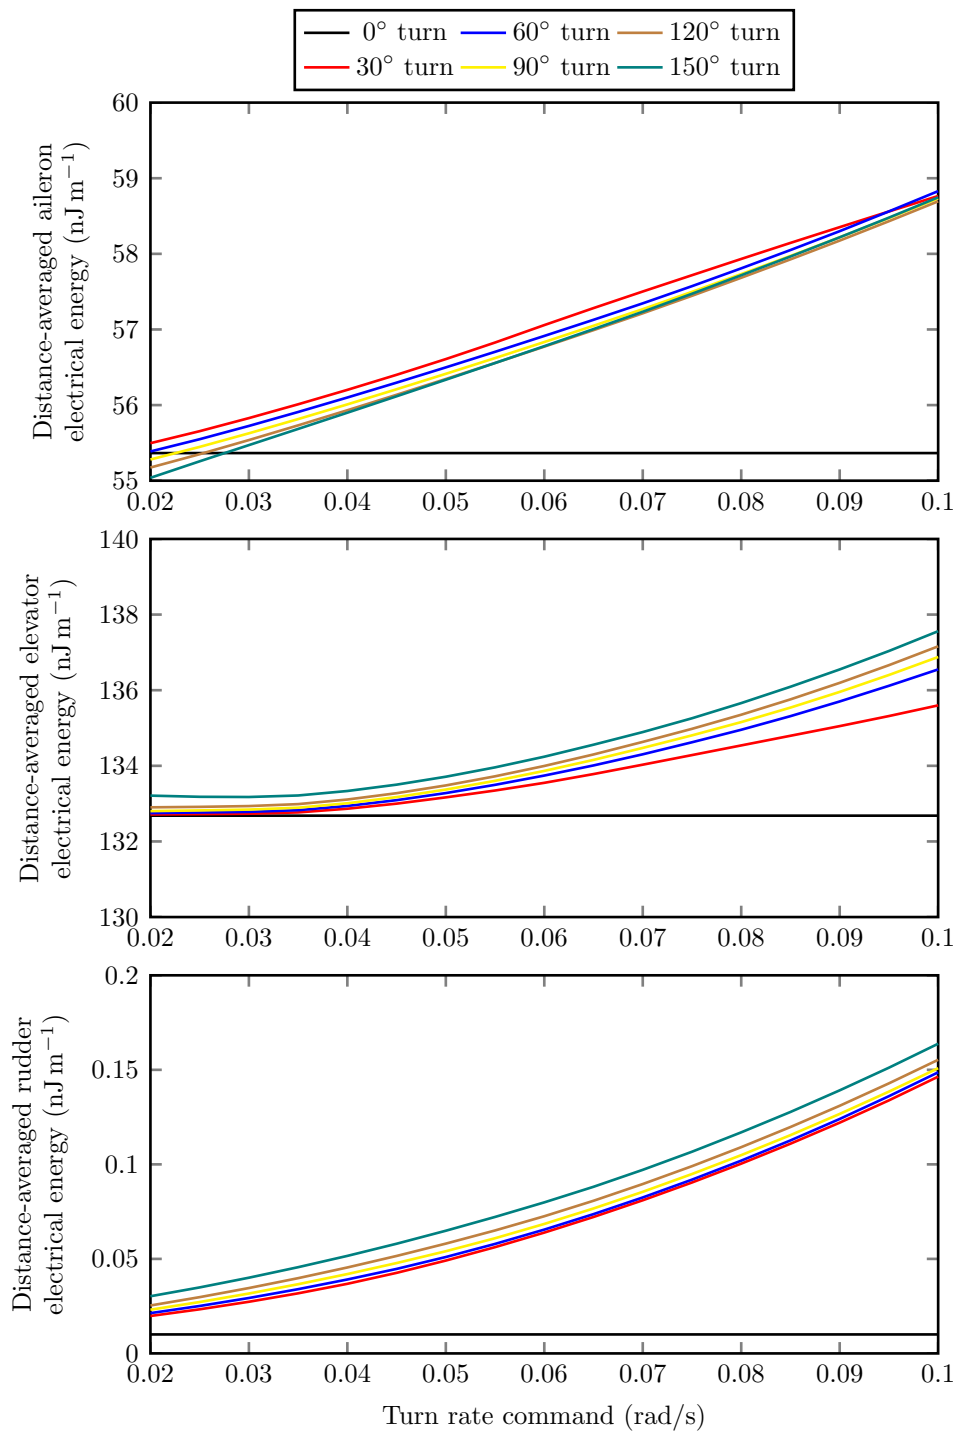 0° turn 60° turn 120° turn
30° turn 90° turn 150° turn
60
59
58
57
56
55
Distance-averaged aileron
electrical energy (nJ m⁻¹)
0.02 0.03 0.04 0.05 0.06 0.07 0.08 0.09 0.1
140
138
136
134
132
130
Distance-averaged elevator
electrical energy (nJ m⁻¹)
0.02 0.03 0.04 0.05 0.06 0.07 0.08 0.09 0.1
0.2
0.15
0.1
0.05
0
Distance-averaged rudder
electrical energy (nJ m⁻¹)
0.02 0.03 0.04 0.05 0.06 0.07 0.08 0.09 0.1
Turn rate command (rad/s)